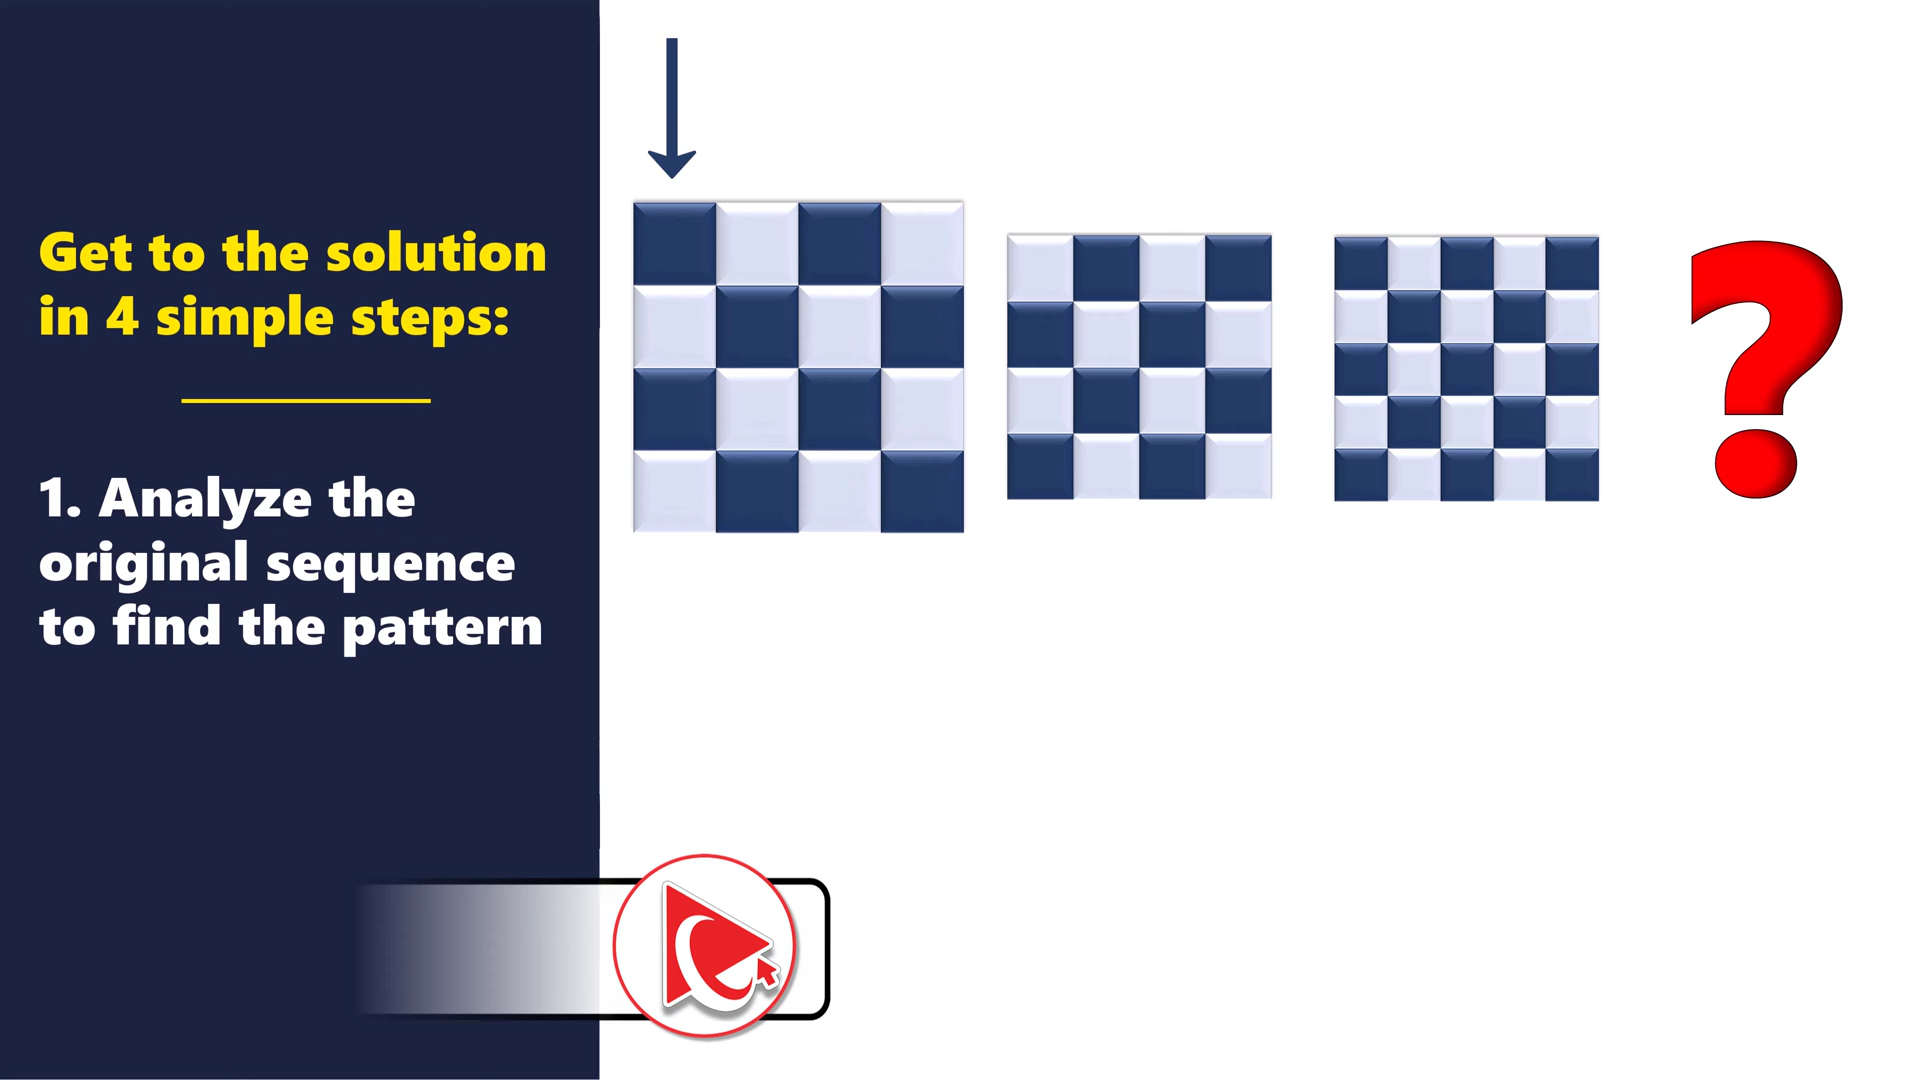 Get to the solution
in 4 simple steps:
1. Analyze the
original sequence
to find the pattern
?